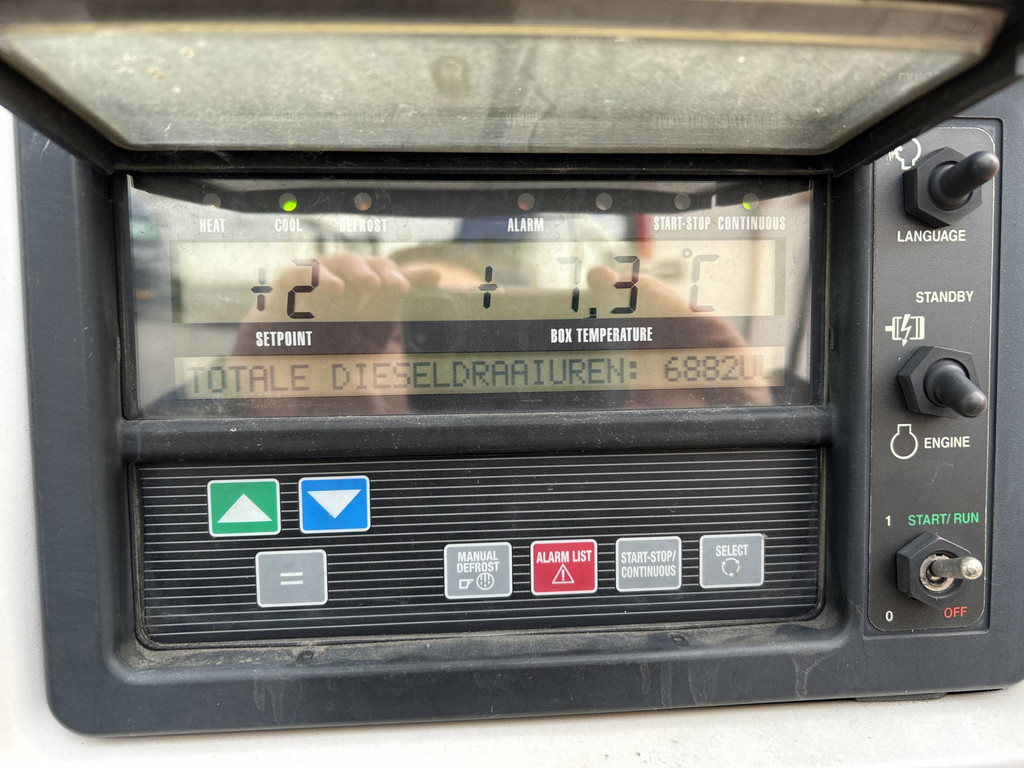 HEAT COOL DEFROST ALARM START-STOP CONTINUOUS
+2 + 7.3 °C
SETPOINT BOX TEMPERATURE
TOTALE DIESELDRAAIUREN: 6882UU
MANUAL DEFROST
ALARM LIST
START-STOP/
CONTINUOUS
SELECT
=
LANGUAGE
STANDBY
ENGINE
1 START/RUN
0 OFF